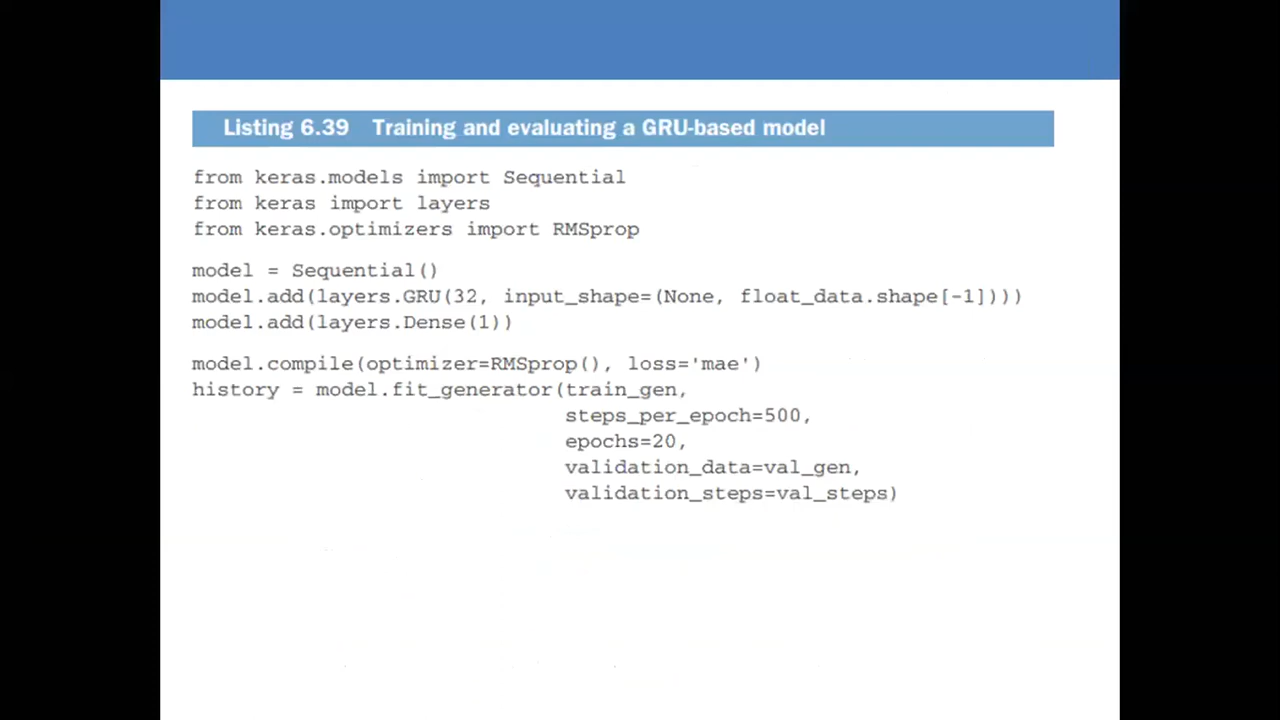 Listing 6.39 Training and evaluating a GRU-based model
from keras.models import Sequential
from keras import layers
from keras.optimizers import RMSprop
model = Sequential()
model.add(layers.GRU(32, input_shape=(None, float_data.shape[-1])))
model.add(layers.Dense(1))
model.compile(optimizer=RMSprop(), loss='mae')
history = model.fit_generator(train_gen,
steps_per_epoch=500,
epochs=20,
validation_data=val_gen,
validation_steps=val_steps)